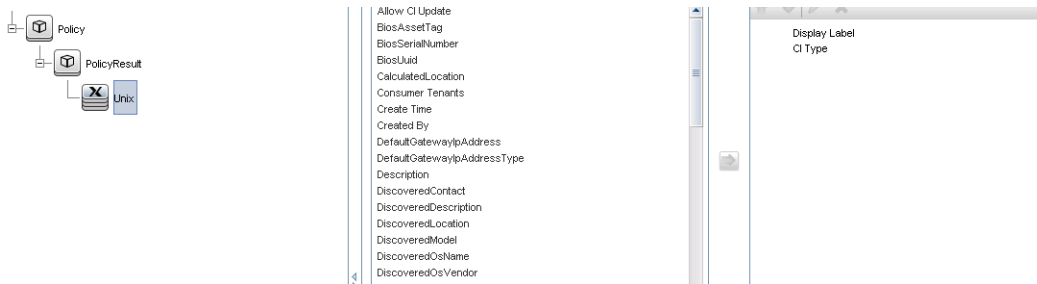 Policy
PolicyResult
Unix
Allow CI Update
BiosAssetTag
BiosSerialNumber
BiosUuid
CalculatedLocation
Consumer Tenants
Create Time
Created By
DefaultGatewayIpAddress
DefaultGatewayIpAddressType
Description
DiscoveredContact
DiscoveredDescription
DiscoveredLocation
DiscoveredModel
DiscoveredOsName
DiscoveredOsVendor
Display Label
CI Type